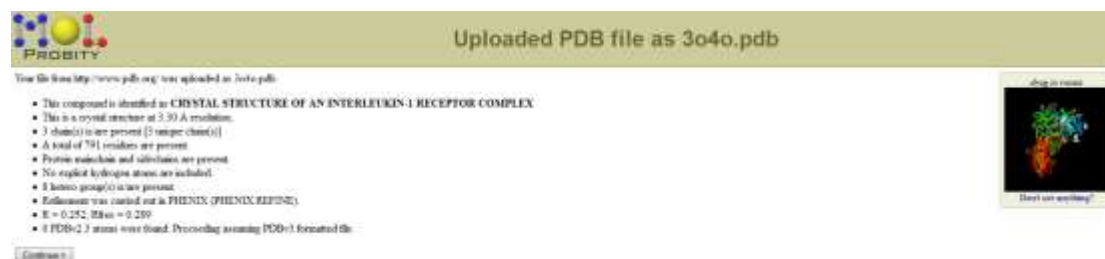 MOL
PROBITY
Uploaded PDB file as 3o4o.pdb
Your file from http://www.pdb.org/ was uploaded as 3o4o.pdb.
drag to rotate
• This compound is identified as CRYSTAL STRUCTURE OF AN INTERLEUKIN-1 RECEPTOR COMPLEX
• This is a crystal structure at 3.30 A resolution.
• 3 chain(s) is/are present [3 unique chain(s)]
• A total of 791 residues are present.
• Protein mainchain and sidechains are present.
• No explicit hydrogen atoms are included.
• 8 hetero group(s) is/are present.
• Refinement was carried out in PHENIX (PHENIX.REFINE).
• R = 0.252, Rfree = 0.289
• 0 PDBv2.3 atoms were found. Proceeding assuming PDBv3 formatted file.
Don't see anything?
Continue >